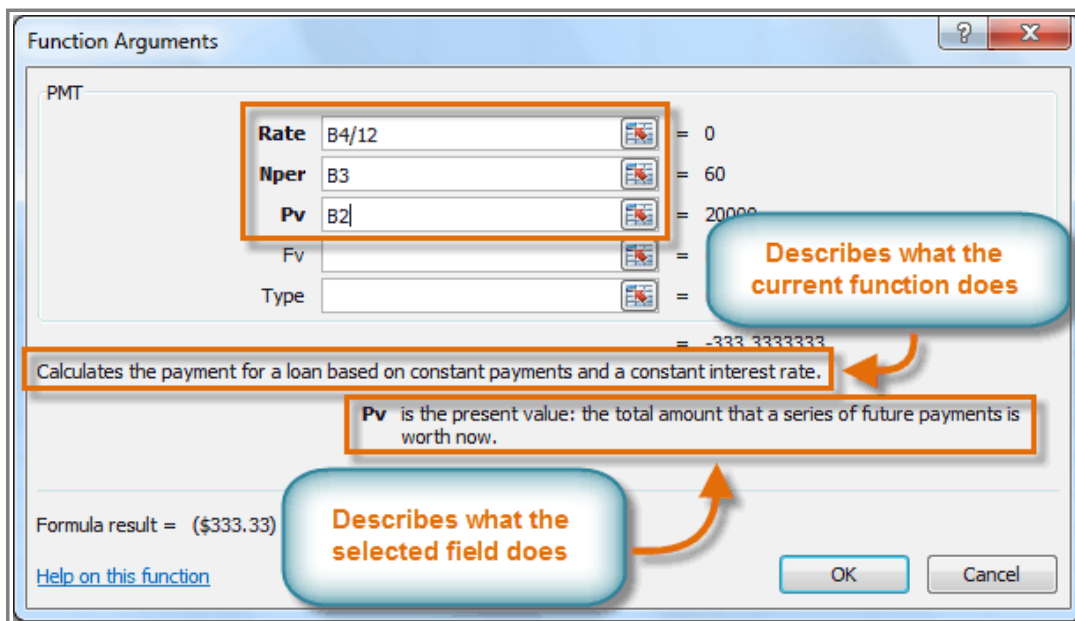 Function Arguments
PMT
Rate B4/12 = 0
Nper B3 = 60
Pv B2 = 20000
Fv =
Type =
Describes what the
current function does
= -333.3333333
Calculates the payment for a loan based on constant payments and a constant interest rate.
Pv is the present value: the total amount that a series of future payments is
worth now.
Describes what the
selected field does
Formula result = ($333.33)
Help on this function
OK
Cancel